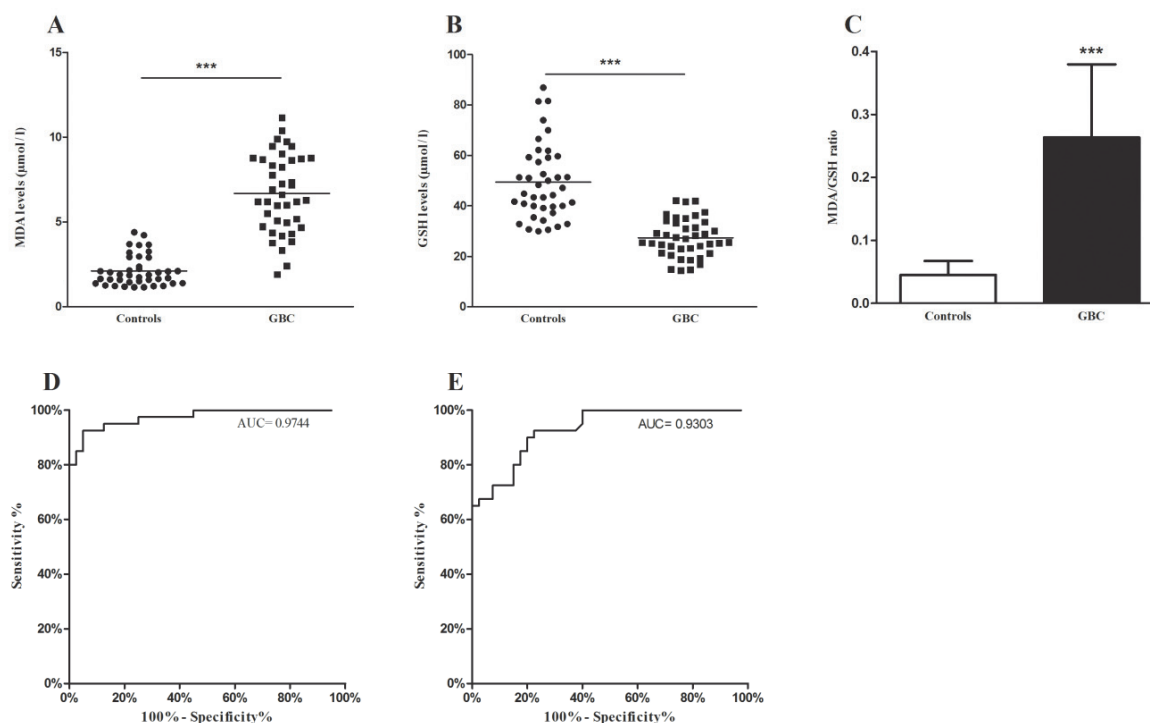 A
MDA levels (μmol/l)
15
10
5
0
***
Controls
GBC
B
GSH levels (μmol/l)
100
80
60
40
20
0
***
Controls
GBC
C
MDA/GSH ratio
0.4
0.3
0.2
0.1
0.0
***
Controls
GBC
D
Sensitivity %
100%
80%
60%
40%
20%
0%
AUC= 0.9744
0% 20% 40% 60% 80% 100%
100% - Specificity%
E
Sensitivity %
100%
80%
60%
40%
20%
0%
AUC= 0.9303
0% 20% 40% 60% 80% 100%
100% - Specificity%